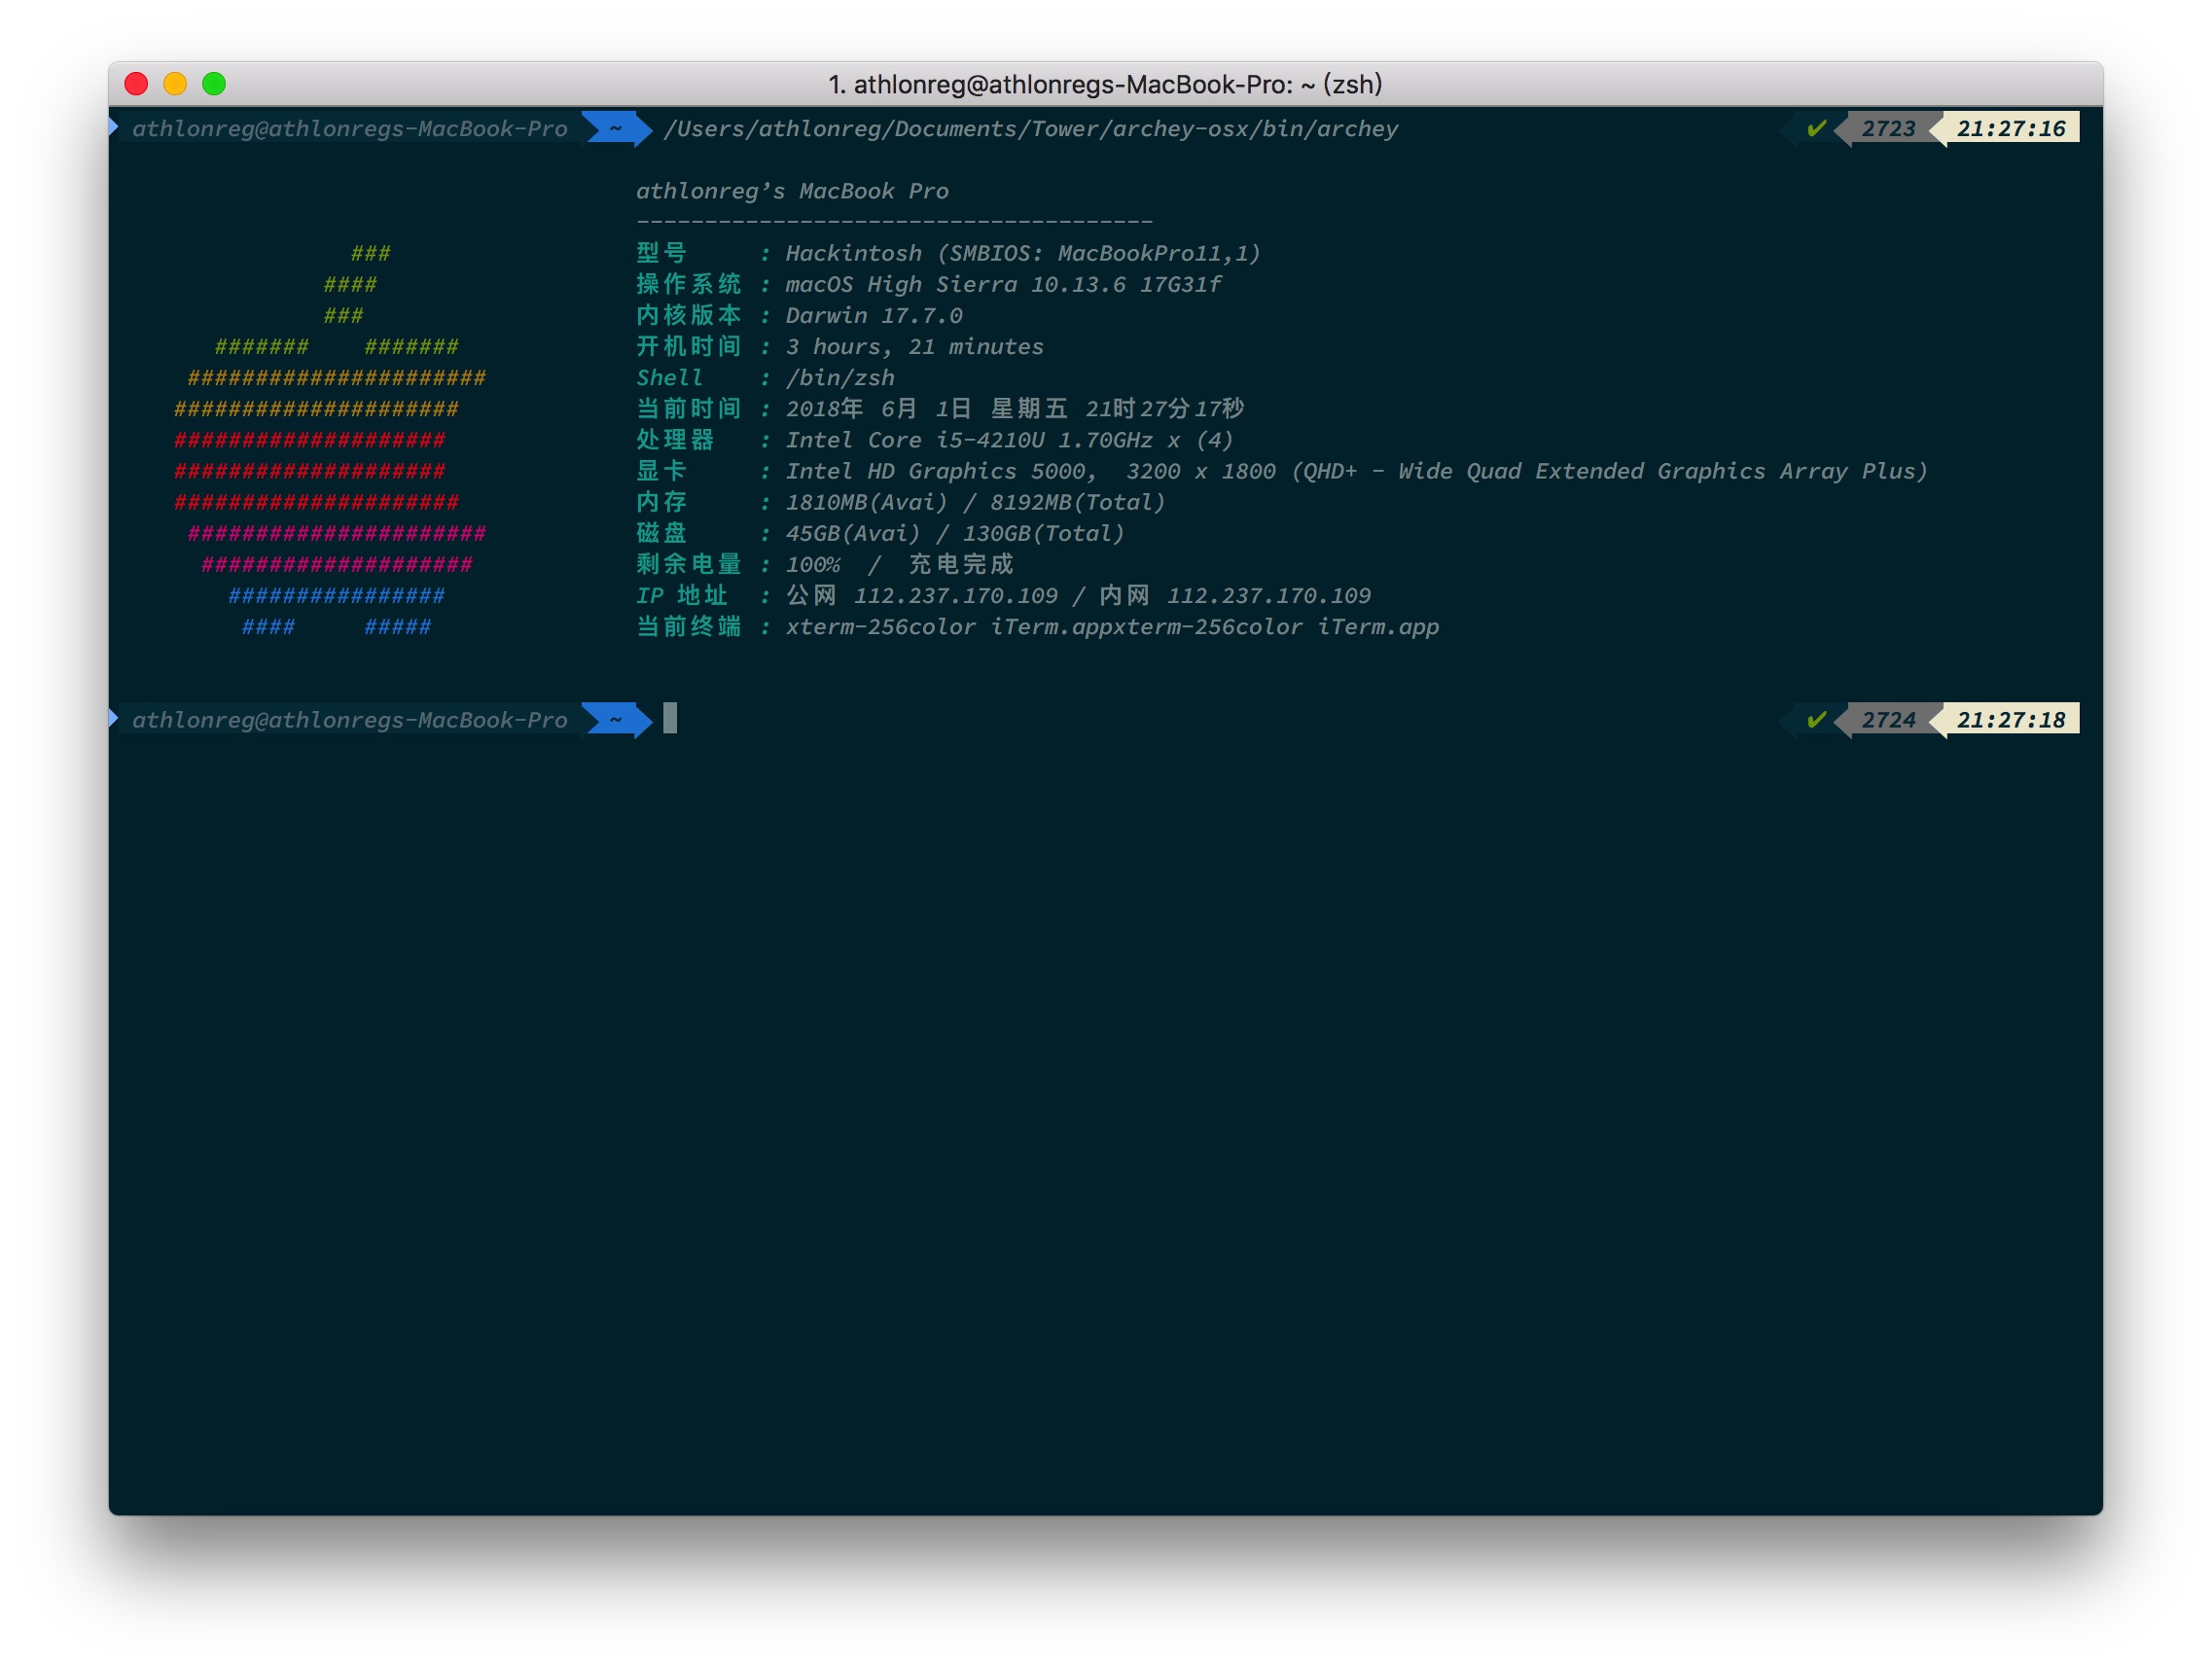 1. athlonreg@athlonregs-MacBook-Pro: ~ (zsh)
athlonreg@athlonregs-MacBook-Pro ~ /Users/athlonreg/Documents/Tower/archey-osx/bin/archey ✔ 2723 21:27:16
athlonreg’s MacBook Pro
--------------------------------------
### 型号 : Hackintosh (SMBIOS: MacBookPro11,1)
#### 操作系统 : macOS High Sierra 10.13.6 17G31f
### 内核版本 : Darwin 17.7.0
####### ####### 开机时间 : 3 hours, 21 minutes
###################### Shell : /bin/zsh
##################### 当前时间 : 2018年 6月 1日 星期五 21时27分17秒
#################### 处理器 : Intel Core i5-4210U 1.70GHz x (4)
#################### 显卡 : Intel HD Graphics 5000, 3200 x 1800 (QHD+ - Wide Quad Extended Graphics Array Plus)
##################### 内存 : 1810MB(Avai) / 8192MB(Total)
###################### 磁盘 : 45GB(Avai) / 130GB(Total)
#################### 剩余电量 : 100% / 充电完成
################ IP 地址 : 公网 112.237.170.109 / 内网 112.237.170.109
#### ##### 当前终端 : xterm-256color iTerm.appxterm-256color iTerm.app
athlonreg@athlonregs-MacBook-Pro ~ ✔ 2724 21:27:18